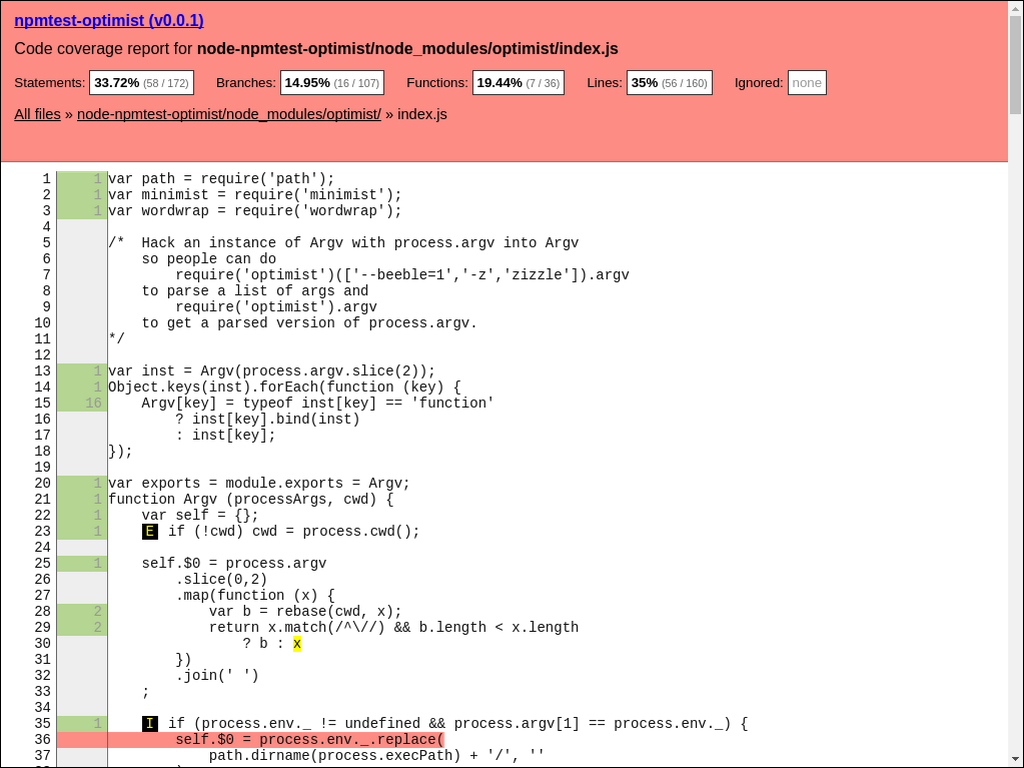 npmtest-optimist (v0.0.1)
Code coverage report for node-npmtest-optimist/node_modules/optimist/index.js
Statements: 33.72% (58 / 172) Branches: 14.95% (16 / 107) Functions: 19.44% (7 / 36) Lines: 35% (56 / 160) Ignored: none
All files » node-npmtest-optimist/node_modules/optimist/ » index.js
1 1 var path = require('path');
2 1 var minimist = require('minimist');
3 1 var wordwrap = require('wordwrap');
4
5 /*  Hack an instance of Argv with process.argv into Argv
6     so people can do
7         require('optimist')(['--beeble=1','-z','zizzle']).argv
8     to parse a list of args and
9         require('optimist').argv
10     to get a parsed version of process.argv.
11 */
12
13 1 var inst = Argv(process.argv.slice(2));
14 1 Object.keys(inst).forEach(function (key) {
15 16     Argv[key] = typeof inst[key] == 'function'
16         ? inst[key].bind(inst)
17         : inst[key];
18 });
19
20 1 var exports = module.exports = Argv;
21 1 function Argv (processArgs, cwd) {
22 1     var self = {};
23 1     E if (!cwd) cwd = process.cwd();
24
25 1     self.$0 = process.argv
26         .slice(0,2)
27         .map(function (x) {
28 2             var b = rebase(cwd, x);
29 2             return x.match(/^\//) && b.length < x.length
30                 ? b : x
31         })
32         .join(' ')
33     ;
34
35 1     I if (process.env._ != undefined && process.argv[1] == process.env._) {
36         self.$0 = process.env._.replace(
37             path.dirname(process.execPath) + '/', ''